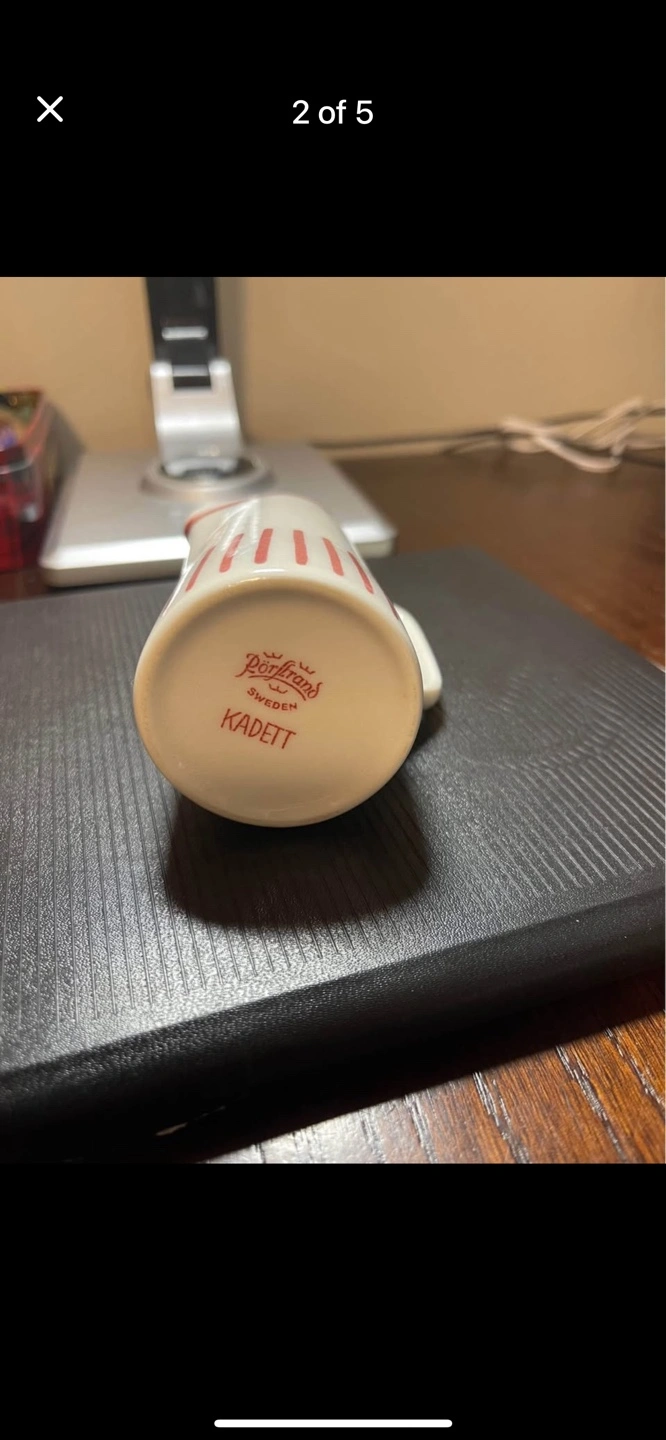 2 of 5
Rörstrand
SWEDEN
KADETT